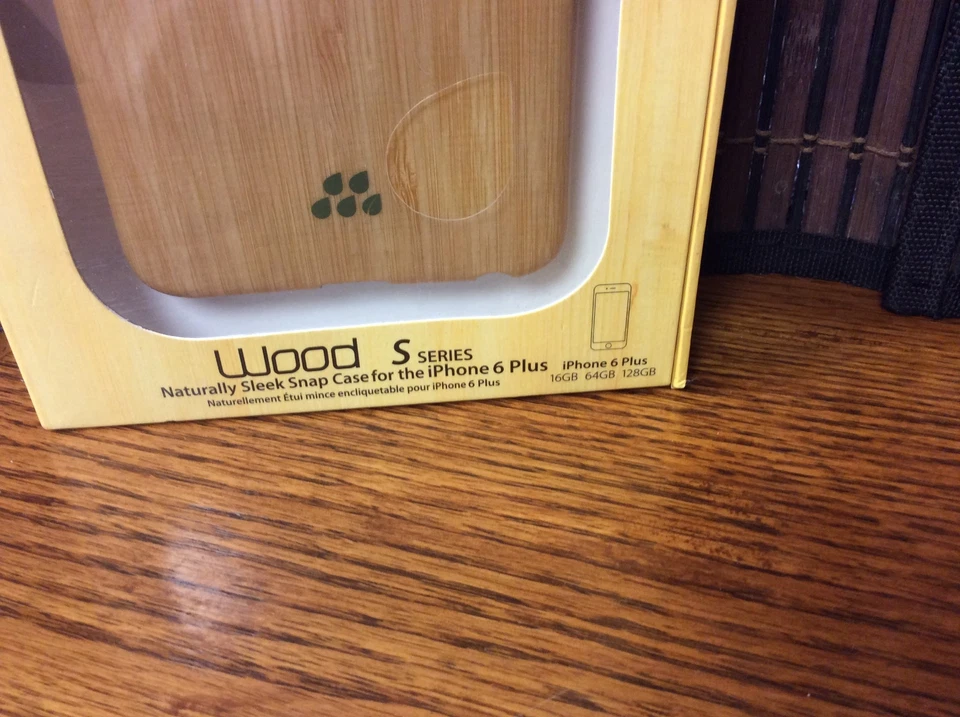 Wood S SERIES
Naturally Sleek Snap Case for the iPhone 6 Plus
Naturellement Étui mince encliquetable pour iPhone 6 Plus
iPhone 6 Plus
16GB 64GB 128GB